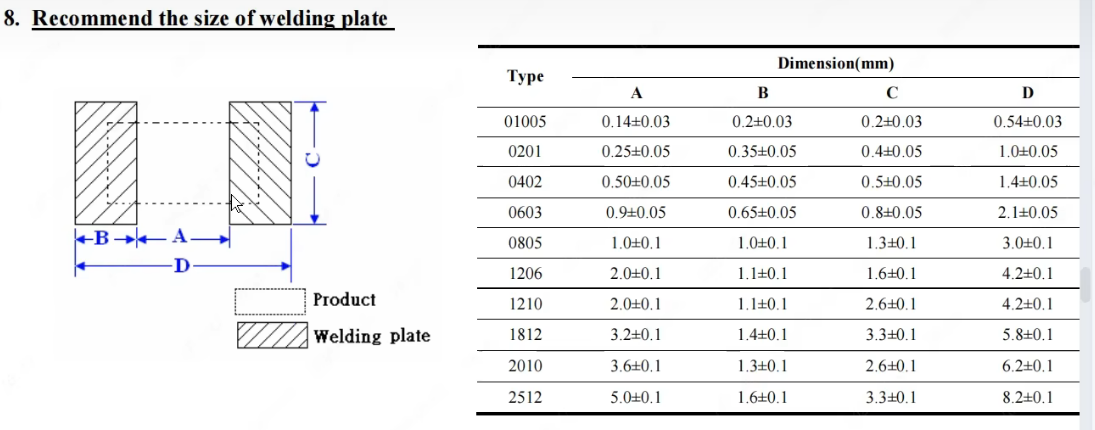 8. Recommend the size of welding plate
Type Dimension(mm)
A B C D
01005 0.14±0.03 0.2±0.03 0.2±0.03 0.54±0.03
0201 0.25±0.05 0.35±0.05 0.4±0.05 1.0±0.05
0402 0.50±0.05 0.45±0.05 0.5±0.05 1.4±0.05
0603 0.9±0.05 0.65±0.05 0.8±0.05 2.1±0.05
0805 1.0±0.1 1.0±0.1 1.3±0.1 3.0±0.1
1206 2.0±0.1 1.1±0.1 1.6±0.1 4.2±0.1
1210 2.0±0.1 1.1±0.1 2.6±0.1 4.2±0.1
1812 3.2±0.1 1.4±0.1 3.3±0.1 5.8±0.1
2010 3.6±0.1 1.3±0.1 2.6±0.1 6.2±0.1
2512 5.0±0.1 1.6±0.1 3.3±0.1 8.2±0.1
C
B A
D
Product
Welding plate